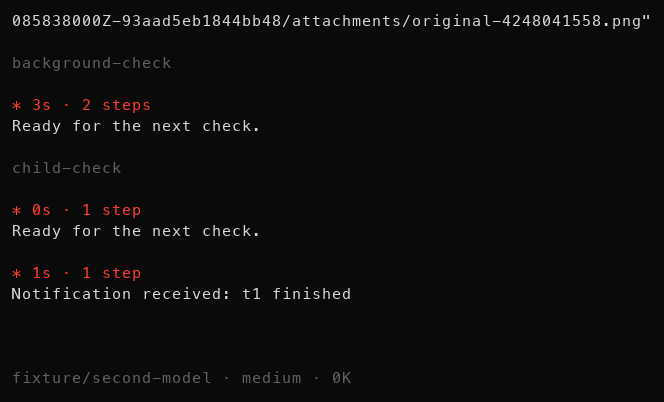 085838000Z-93aad5eb1844bb48/attachments/original-4248041558.png"
background-check
* 3s · 2 steps
Ready for the next check.
child-check
* 0s · 1 step
Ready for the next check.
* 1s · 1 step
Notification received: t1 finished
fixture/second-model · medium · 0K